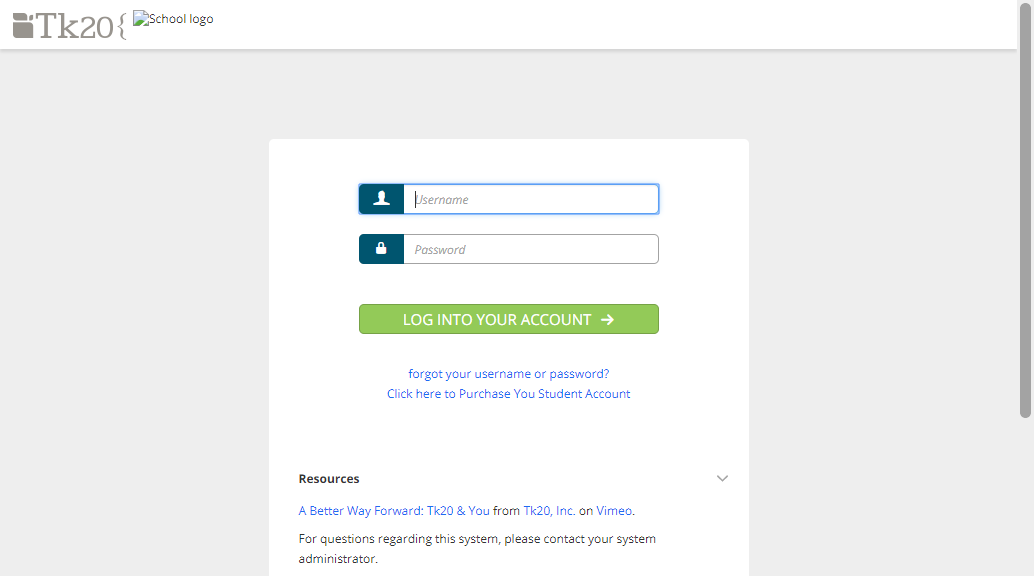 Tk20{ School logo
Username
Password
LOG INTO YOUR ACCOUNT →
forgot your username or password?
Click here to Purchase You Student Account
Resources
A Better Way Forward: Tk20 & You from Tk20, Inc. on Vimeo.
For questions regarding this system, please contact your system
administrator.